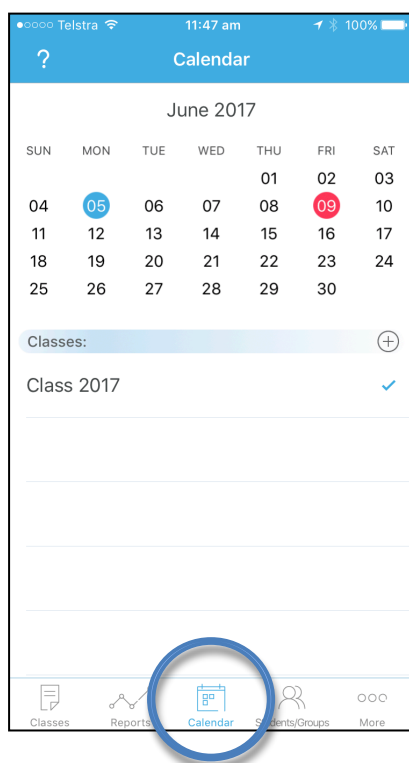 Telstra 11:47 am 100%
? Calendar
June 2017
SUN MON TUE WED THU FRI SAT
01 02 03
04 05 06 07 08 09 10
11 12 13 14 15 16 17
18 19 20 21 22 23 24
25 26 27 28 29 30
Classes:
Class 2017
Classes Reports Calendar Students/Groups More